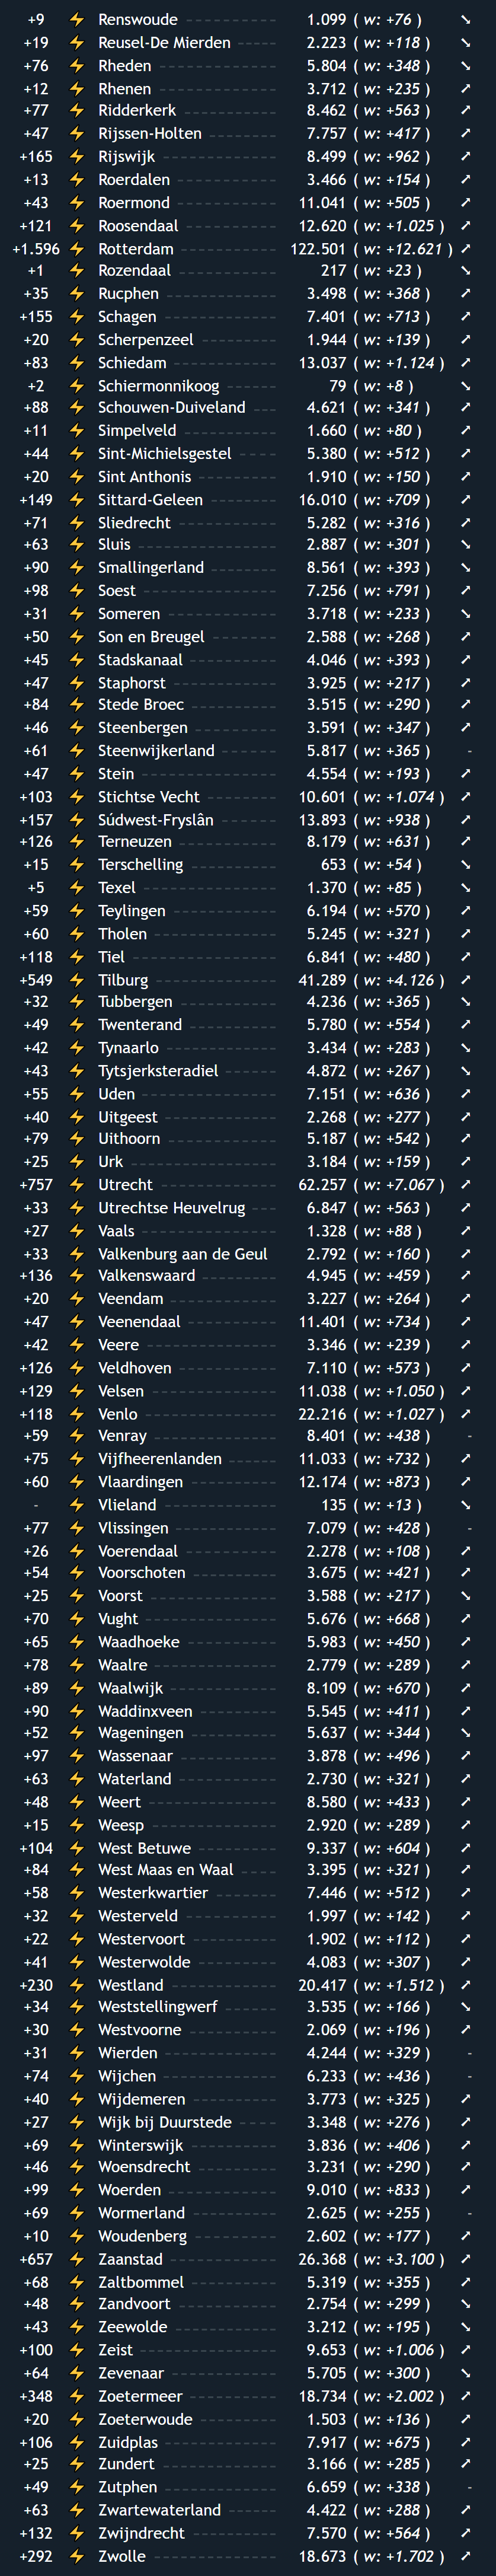 +9 ⚡ Renswoude ------------ 1.099 ( w: +76 ) ➘
+19 ⚡ Reusel-De Mierden ------ 2.223 ( w: +118 ) ➘
+76 ⚡ Rheden --------------- 5.804 ( w: +348 ) ➘
+12 ⚡ Rhenen --------------- 3.712 ( w: +235 ) ➚
+77 ⚡ Ridderkerk ------------ 8.462 ( w: +563 ) ➚
+47 ⚡ Rijssen-Holten --------- 7.757 ( w: +417 ) ➚
+165 ⚡ Rijswijk -------------- 8.499 ( w: +962 ) ➚
+13 ⚡ Roerdalen ------------- 3.466 ( w: +154 ) ➚
+43 ⚡ Roermond ------------- 11.041 ( w: +505 ) ➚
+121 ⚡ Roosendaal ------------ 12.620 ( w: +1.025 ) ➚
+1.596 ⚡ Rotterdam ------------ 122.501 ( w: +12.621 ) ➚
+1 ⚡ Rozendaal ------------- 217 ( w: +23 ) ➘
+35 ⚡ Rucphen -------------- 3.498 ( w: +368 ) ➚
+155 ⚡ Schagen -------------- 7.401 ( w: +713 ) ➚
+20 ⚡ Scherpenzeel ---------- 1.944 ( w: +139 ) ➚
+83 ⚡ Schiedam ------------- 13.037 ( w: +1.124 ) ➚
+2 ⚡ Schiermonnikoog ------- 79 ( w: +8 ) ➘
+88 ⚡ Schouwen-Duiveland --- 4.621 ( w: +341 ) ➚
+11 ⚡ Simpelveld ------------ 1.660 ( w: +80 ) ➚
+44 ⚡ Sint-Michielsgestel ----- 5.380 ( w: +512 ) ➚
+20 ⚡ Sint Anthonis ---------- 1.910 ( w: +150 ) ➚
+149 ⚡ Sittard-Geleen --------- 16.010 ( w: +709 ) ➚
+71 ⚡ Sliedrecht ------------- 5.282 ( w: +316 ) ➚
+63 ⚡ Sluis ------------------ 2.887 ( w: +301 ) ➘
+90 ⚡ Smallingerland --------- 8.561 ( w: +393 ) ➘
+98 ⚡ Soest ----------------- 7.256 ( w: +791 ) ➚
+31 ⚡ Someren -------------- 3.718 ( w: +233 ) ➘
+50 ⚡ Son en Breugel --------- 2.588 ( w: +268 ) ➚
+45 ⚡ Stadskanaal ----------- 4.046 ( w: +393 ) ➚
+47 ⚡ Staphorst ------------- 3.925 ( w: +217 ) ➚
+84 ⚡ Stede Broec ----------- 3.515 ( w: +290 ) ➚
+46 ⚡ Steenbergen ----------- 3.591 ( w: +347 ) ➚
+61 ⚡ Steenwijkerland -------- 5.817 ( w: +365 ) -
+47 ⚡ Stein ----------------- 4.554 ( w: +193 ) ➚
+103 ⚡ Stichtse Vecht --------- 10.601 ( w: +1.074 ) ➚
+157 ⚡ Súdwest-Fryslân -------- 13.893 ( w: +938 ) ➚
+126 ⚡ Terneuzen ------------- 8.179 ( w: +631 ) ➚
+15 ⚡ Terschelling ----------- 653 ( w: +54 ) ➘
+5 ⚡ Texel ----------------- 1.370 ( w: +85 ) ➘
+59 ⚡ Teylingen ------------- 6.194 ( w: +570 ) ➚
+60 ⚡ Tholen --------------- 5.245 ( w: +321 ) ➚
+118 ⚡ Tiel ------------------ 6.841 ( w: +480 ) ➚
+549 ⚡ Tilburg --------------- 41.289 ( w: +4.126 ) ➚
+32 ⚡ Tubbergen ------------ 4.236 ( w: +365 ) ➘
+49 ⚡ Twenterand ----------- 5.780 ( w: +554 ) ➚
+42 ⚡ Tynaarlo -------------- 3.434 ( w: +283 ) ➘
+43 ⚡ Tytsjerksteradiel ------- 4.872 ( w: +267 ) ➘
+55 ⚡ Uden ----------------- 7.151 ( w: +636 ) ➚
+40 ⚡ Uitgeest -------------- 2.268 ( w: +277 ) ➚
+79 ⚡ Uithoorn -------------- 5.187 ( w: +542 ) ➚
+25 ⚡ Urk ------------------ 3.184 ( w: +159 ) ➚
+757 ⚡ Utrecht --------------- 62.257 ( w: +7.067 ) ➚
+33 ⚡ Utrechtse Heuvelrug --- 6.847 ( w: +563 ) ➚
+27 ⚡ Vaals ----------------- 1.328 ( w: +88 ) ➚
+33 ⚡ Valkenburg aan de Geul 2.792 ( w: +160 ) ➚
+136 ⚡ Valkenswaard ---------- 4.945 ( w: +459 ) ➚
+20 ⚡ Veendam ------------- 3.227 ( w: +264 ) ➚
+47 ⚡ Veenendaal ----------- 11.401 ( w: +734 ) ➚
+42 ⚡ Veere ---------------- 3.346 ( w: +239 ) ➚
+126 ⚡ Veldhoven ------------ 7.110 ( w: +573 ) ➚
+129 ⚡ Velsen ---------------- 11.038 ( w: +1.050 ) ➚
+118 ⚡ Venlo ----------------- 22.216 ( w: +1.027 ) ➚
+59 ⚡ Venray --------------- 8.401 ( w: +438 ) -
+75 ⚡ Vijfheerenlanden ------- 11.033 ( w: +732 ) ➚
+60 ⚡ Vlaardingen ----------- 12.174 ( w: +873 ) ➚
- ⚡ Vlieland -------------- 135 ( w: +13 ) ➘
+77 ⚡ Vlissingen ------------ 7.079 ( w: +428 ) -
+26 ⚡ Voerendaal ----------- 2.278 ( w: +108 ) ➚
+54 ⚡ Voorschoten ----------- 3.675 ( w: +421 ) ➚
+25 ⚡ Voorst ---------------- 3.588 ( w: +217 ) ➘
+70 ⚡ Vught ---------------- 5.676 ( w: +668 ) ➚
+65 ⚡ Waadhoeke ----------- 5.983 ( w: +450 ) ➚
+78 ⚡ Waalre --------------- 2.779 ( w: +289 ) ➚
+89 ⚡ Waalwijk ------------- 8.109 ( w: +670 ) ➚
+90 ⚡ Waddinxveen ---------- 5.545 ( w: +411 ) ➚
+52 ⚡ Wageningen ----------- 5.637 ( w: +344 ) ➘
+97 ⚡ Wassenaar ------------ 3.878 ( w: +496 ) ➚
+63 ⚡ Waterland ------------ 2.730 ( w: +321 ) ➚
+48 ⚡ Weert ---------------- 8.580 ( w: +433 ) ➚
+15 ⚡ Weesp --------------- 2.920 ( w: +289 ) ➚
+104 ⚡ West Betuwe ---------- 9.337 ( w: +604 ) ➚
+84 ⚡ West Maas en Waal ---- 3.395 ( w: +321 ) ➚
+58 ⚡ Westerkwartier -------- 7.446 ( w: +512 ) ➚
+32 ⚡ Westerveld ------------ 1.997 ( w: +142 ) ➚
+22 ⚡ Westervoort ----------- 1.902 ( w: +112 ) ➚
+41 ⚡ Westerwolde ---------- 4.083 ( w: +307 ) ➚
+230 ⚡ Westland ------------- 20.417 ( w: +1.512 ) ➚
+34 ⚡ Weststellingwerf ------- 3.535 ( w: +166 ) ➘
+30 ⚡ Westvoorne ----------- 2.069 ( w: +196 ) ➚
+31 ⚡ Wierden -------------- 4.244 ( w: +329 ) -
+74 ⚡ Wijchen -------------- 6.233 ( w: +436 ) -
+40 ⚡ Wijdemeren ----------- 3.773 ( w: +325 ) ➚
+27 ⚡ Wijk bij Duurstede ----- 3.348 ( w: +276 ) ➚
+69 ⚡ Winterswijk ----------- 3.836 ( w: +406 ) ➚
+46 ⚡ Woensdrecht ---------- 3.231 ( w: +290 ) ➚
+99 ⚡ Woerden ------------- 9.010 ( w: +833 ) ➚
+69 ⚡ Wormerland ---------- 2.625 ( w: +255 ) -
+10 ⚡ Woudenberg ---------- 2.602 ( w: +177 ) ➚
+657 ⚡ Zaanstad ------------- 26.368 ( w: +3.100 ) ➚
+68 ⚡ Zaltbommel ----------- 5.319 ( w: +355 ) ➚
+48 ⚡ Zandvoort ------------ 2.754 ( w: +299 ) ➘
+43 ⚡ Zeewolde ------------- 3.212 ( w: +195 ) ➘
+100 ⚡ Zeist ----------------- 9.653 ( w: +1.006 ) ➚
+64 ⚡ Zevenaar ------------- 5.705 ( w: +300 ) ➘
+348 ⚡ Zoetermeer ----------- 18.734 ( w: +2.002 ) ➚
+20 ⚡ Zoeterwoude ---------- 1.503 ( w: +136 ) ➚
+106 ⚡ Zuidplas -------------- 7.917 ( w: +675 ) ➚
+25 ⚡ Zundert -------------- 3.166 ( w: +285 ) ➚
+49 ⚡ Zutphen -------------- 6.659 ( w: +338 ) -
+63 ⚡ Zwartewaterland ------ 4.422 ( w: +288 ) ➚
+132 ⚡ Zwijndrecht ----------- 7.570 ( w: +564 ) ➚
+292 ⚡ Zwolle ---------------- 18.673 ( w: +1.702 ) ➚